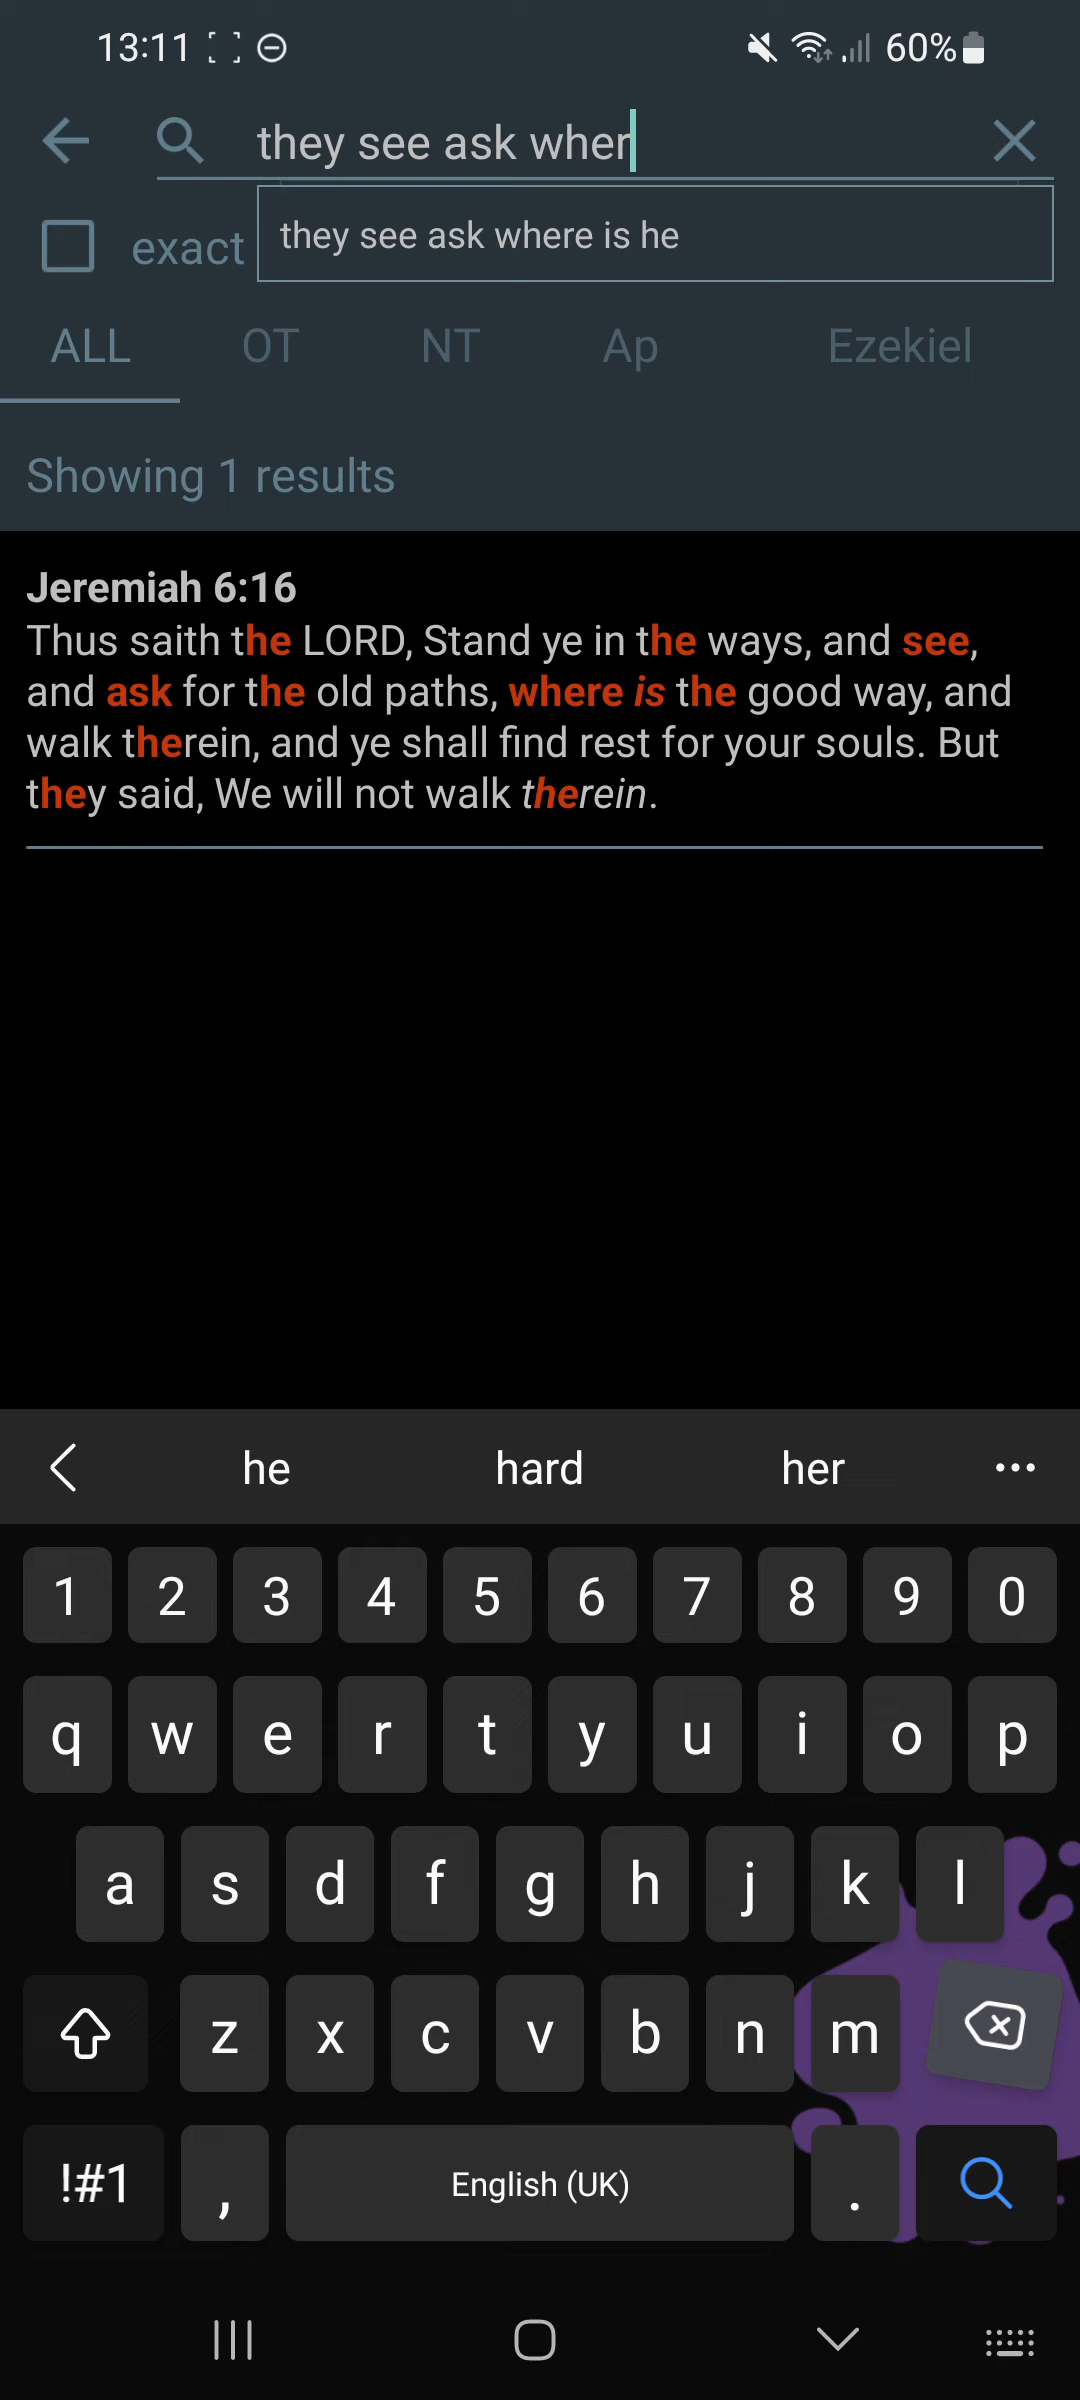 13:11 60%
they see ask wher
they see ask where is he
exact
ALL OT NT Ap Ezekiel
Showing 1 results
Jeremiah 6:16
Thus saith the LORD, Stand ye in the ways, and see,
and ask for the old paths, where is the good way, and
walk therein, and ye shall find rest for your souls. But
they said, We will not walk therein.
he hard her ...
1 2 3 4 5 6 7 8 9 0
q w e r t y u i o p
a s d f g h j k l
z x c v b n m
!#1 , English (UK) .